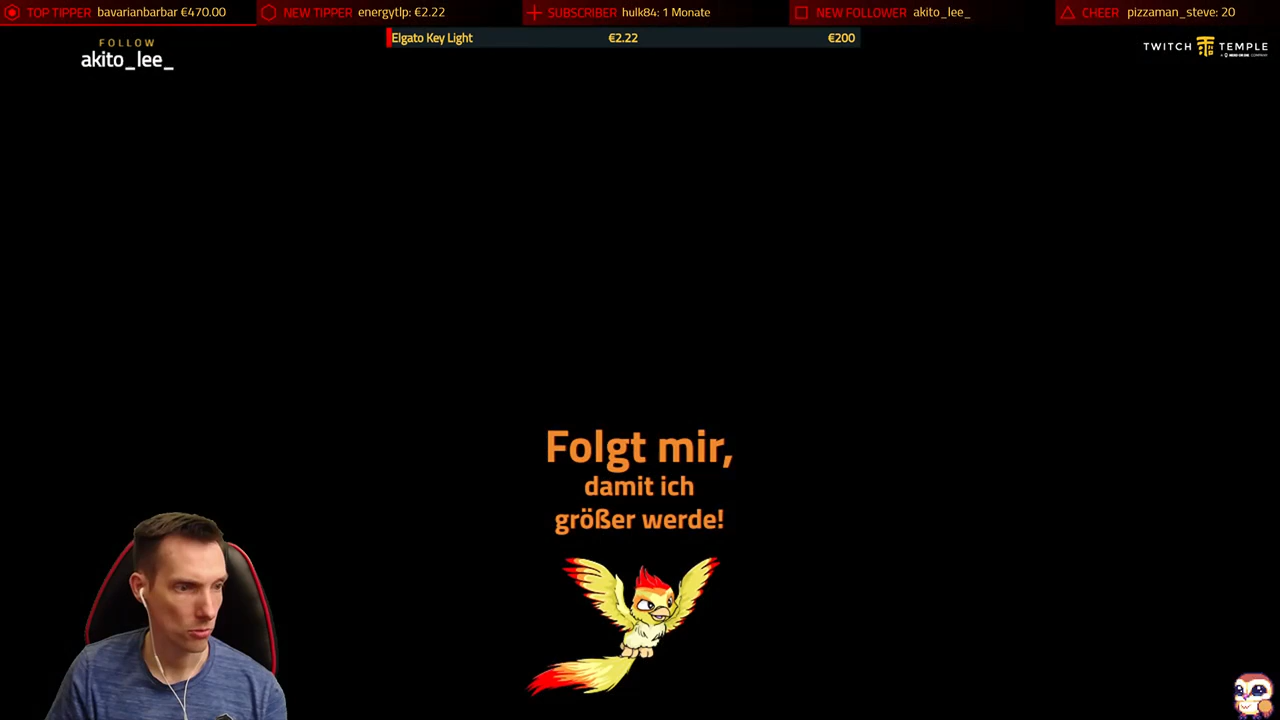 TOP TIPPER bavarianbarbar €470.00
NEW TIPPER energytlp: €2.22
SUBSCRIBER hulk84: 1 Monate
NEW FOLLOWER akito_lee_
CHEER pizzaman_steve: 20
FOLLOW
akito_lee_
Elgato Key Light €2.22 €200
TWITCH TEMPLE
Folgt mir,
damit ich
größer werde!